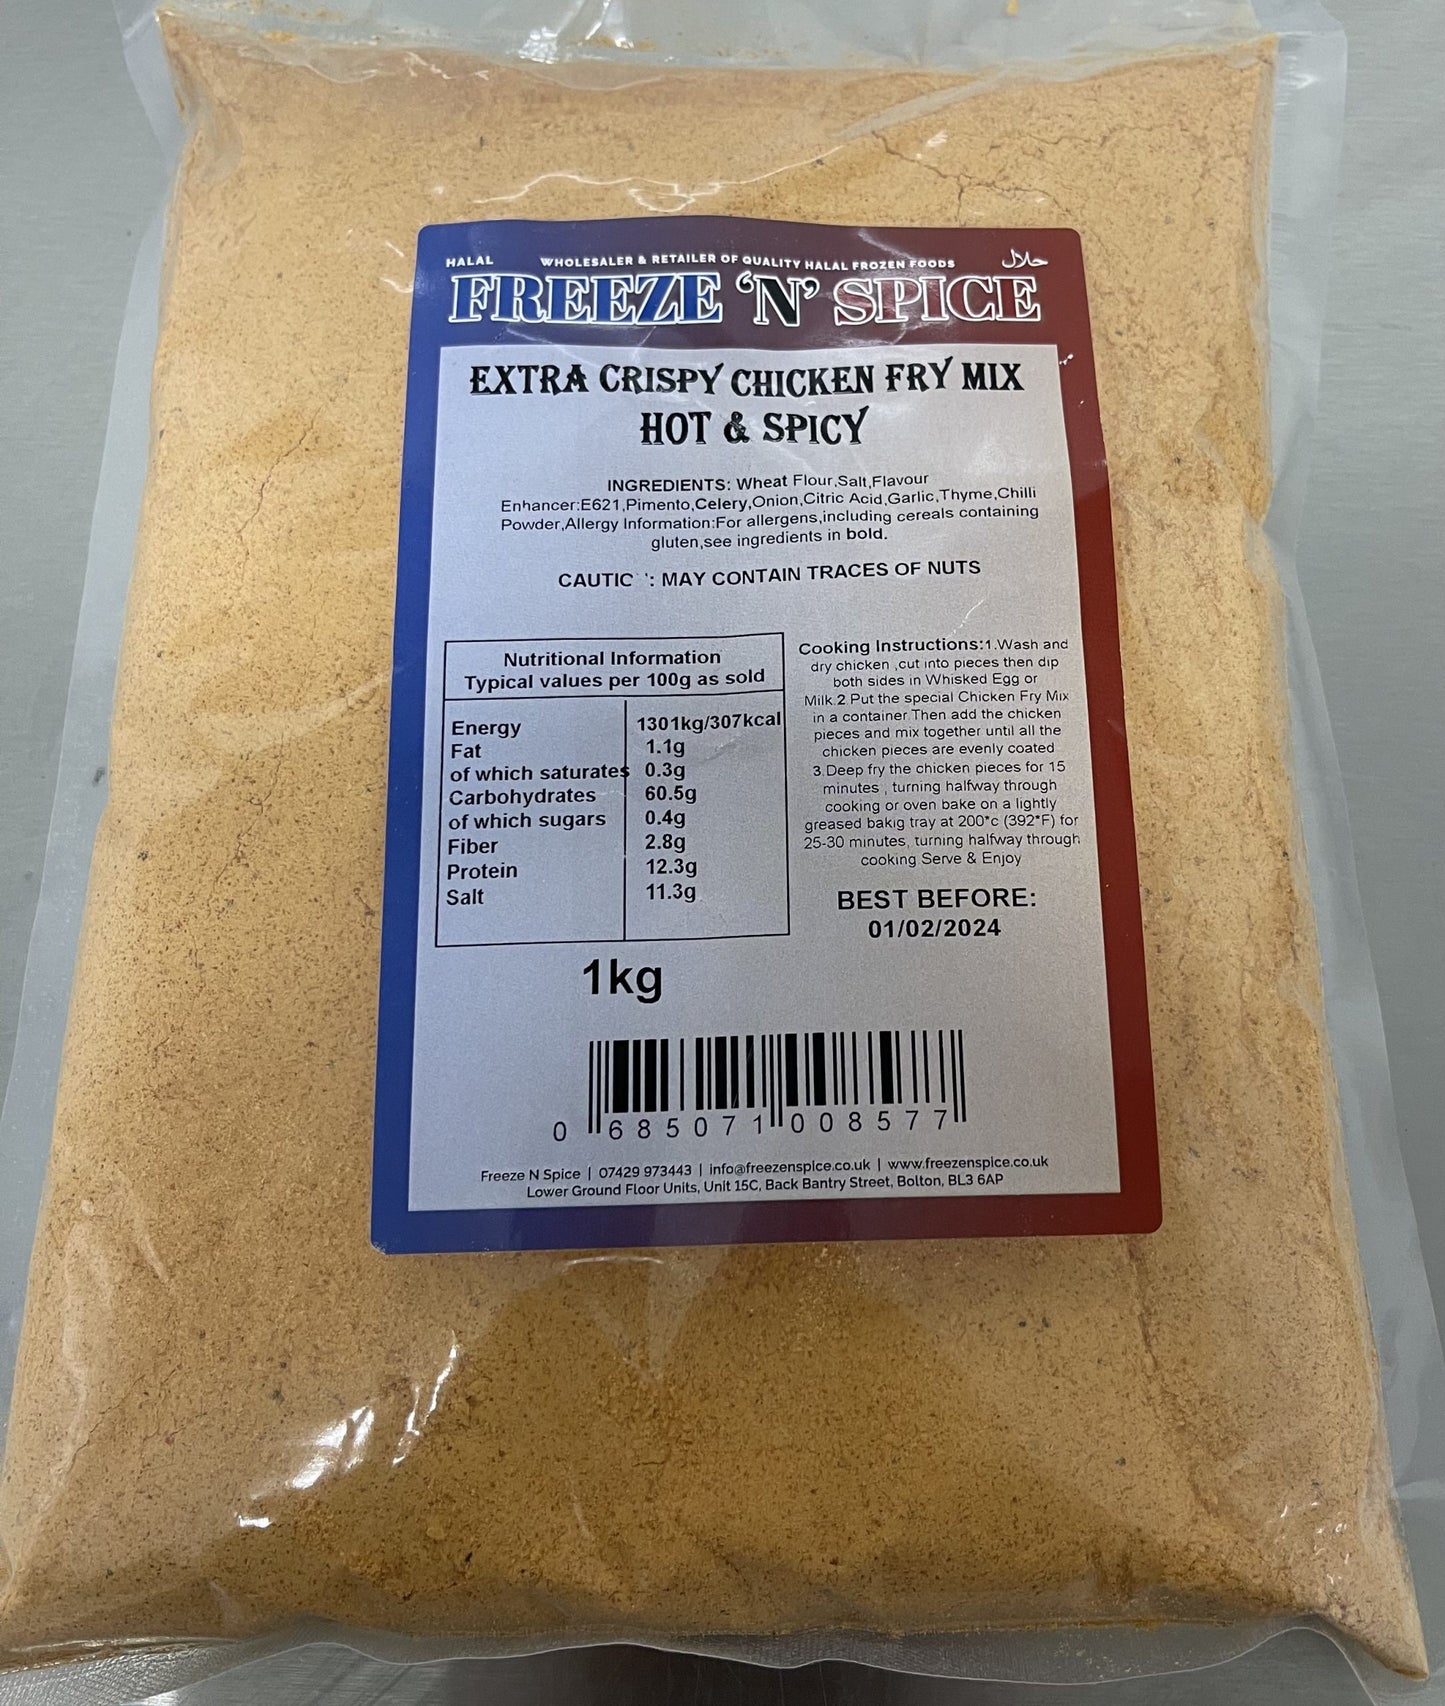 HALAL WHOLESALER & RETAILER OF QUALITY HALAL FROZEN FOODS حلال
FREEZE 'N' SPICE
EXTRA CRISPY CHICKEN FRY MIX
HOT & SPICY
INGREDIENTS: Wheat Flour,Salt,Flavour
Enhancer:E621,Pimento,Celery,Onion,Citric Acid,Garlic,Thyme,Chilli
Powder,Allergy Information:For allergens,including cereals containing
gluten,see ingredients in bold.
: MAY CONTAIN TRACES OF NUTS
Nutritional Information
Typical values per 100g as sold
Energy 1301kg/307kcal
Fat 1.1g
of which saturates 0.3g
Carbohydrates 60.5g
of which sugars 0.4g
Fiber 2.8g
Protein 12.3g
Salt 11.3g
Cooking Instructions:1.Wash and
dry chicken ,cut into pieces then dip
both sides in Whisked Egg or
Milk.2.Put the special Chicken Fry Mix
in a container.Then add the chicken
pieces and mix together until all the
chicken pieces are evenly coated
3.Deep fry the chicken pieces for 15
minutes , turning halfway through
cooking or oven bake on a lightly
greased bakig tray at 200*c (392*F) for
25-30 minutes, turning halfway through
cooking Serve & Enjoy
BEST BEFORE:
01/02/2024
1kg
0 685071 008577
Freeze N Spice | 07429 973443 | info@freezenspice.co.uk | www.freezenspice.co.uk
Lower Ground Floor Units, Unit 15C, Back Bantry Street, Bolton, BL3 6AP